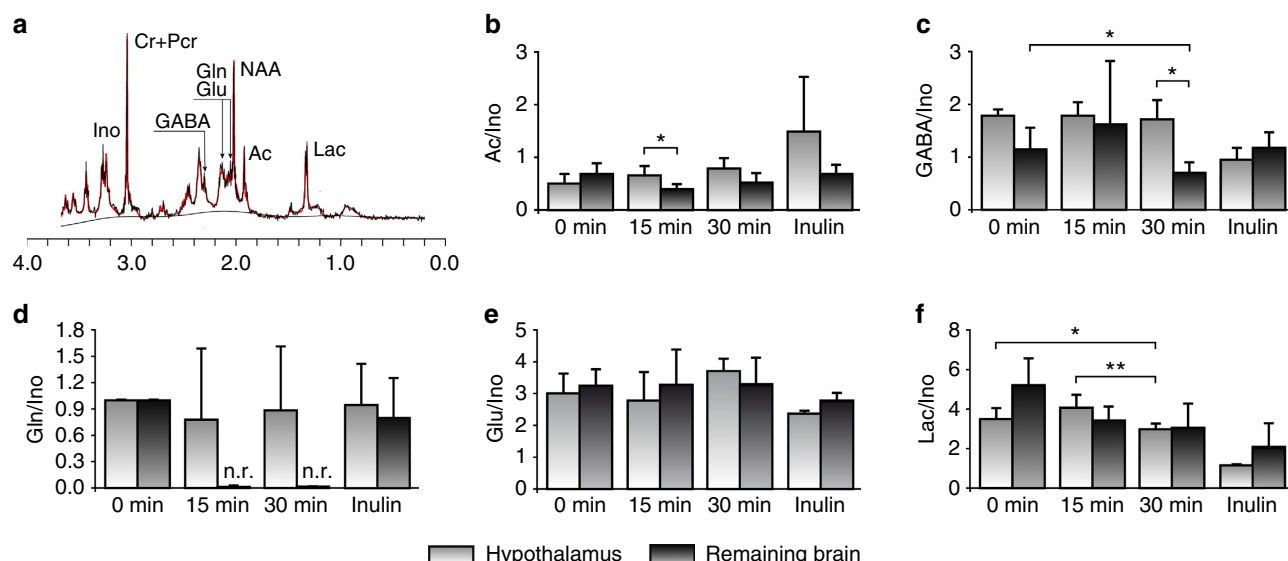 a
Cr+Pcr
Gln
Glu
NAA
GABA
Ino
Ac
Lac
4.0 3.0 2.0 1.0 0.0
b
Ac/Ino
3
2
1
0
*
0 min 15 min 30 min Inulin
c
GABA/Ino
3
2
1
0
*
*
0 min 15 min 30 min Inulin
d
Gln/Ino
1.8
1.5
1.2
0.9
0.6
0.3
0.0
n.r. n.r.
0 min 15 min 30 min Inulin
e
Glu/Ino
5
4
3
2
1
0
0 min 15 min 30 min Inulin
f
Lac/Ino
8
6
4
2
0
*
**
0 min 15 min 30 min Inulin
Hypothalamus Remaining brain